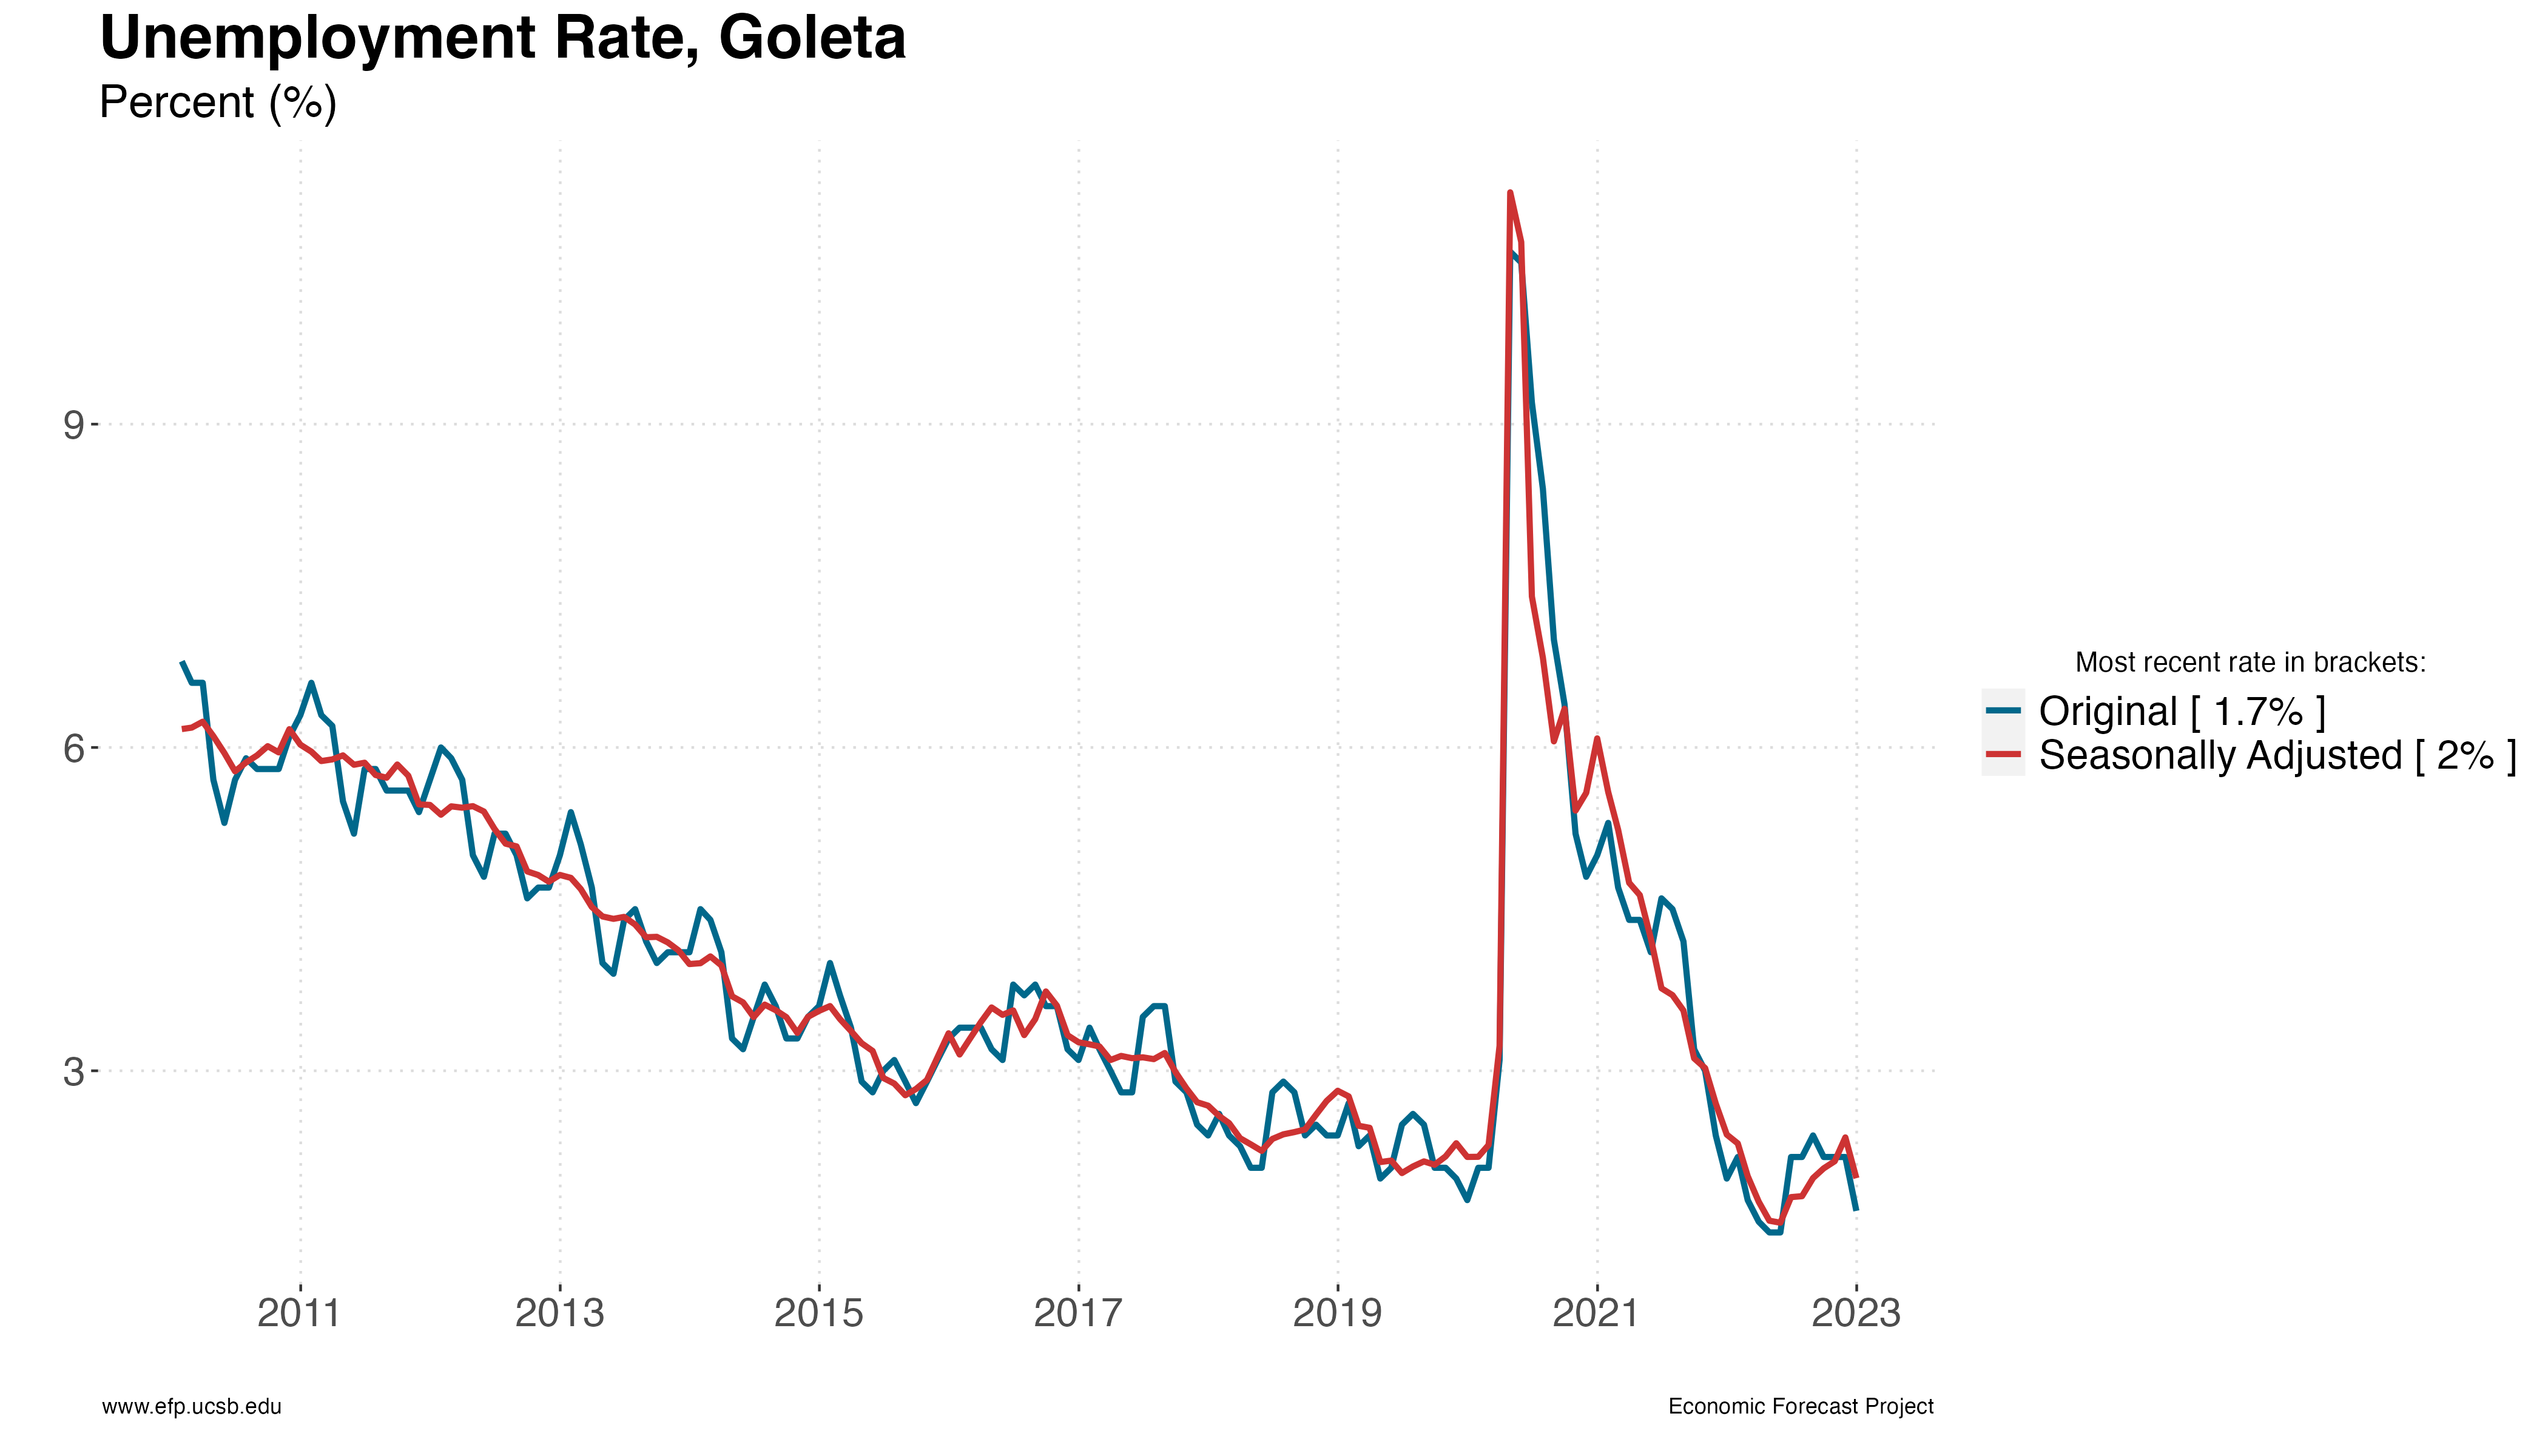 Unemployment Rate, Goleta
Percent (%)
9
6
3
2011 2013 2015 2017 2019 2021 2023
Most recent rate in brackets:
Original [ 1.7% ]
Seasonally Adjusted [ 2% ]
www.efp.ucsb.edu
Economic Forecast Project